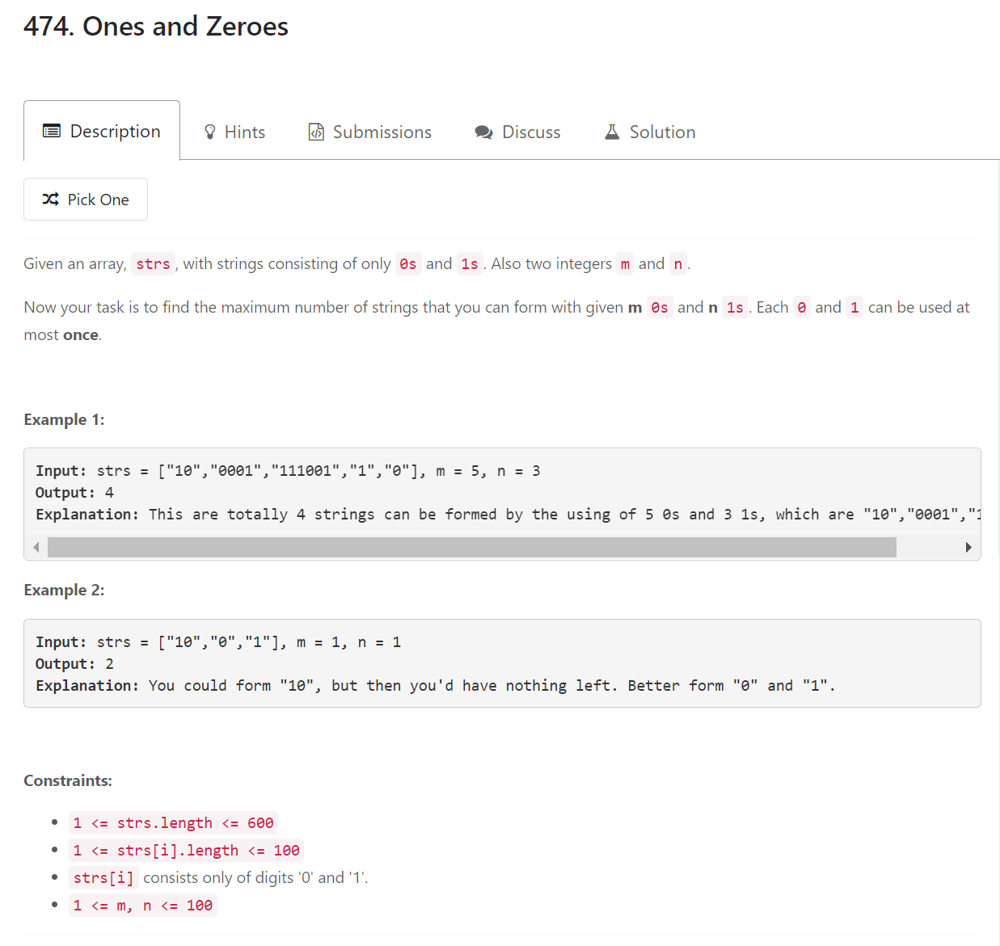 474. Ones and Zeroes
Description
Hints
Submissions
Discuss
Solution
Pick One
Given an array, strs, with strings consisting of only 0s and 1s. Also two integers m and n.
Now your task is to find the maximum number of strings that you can form with given m 0s and n 1s. Each 0 and 1 can be used at
most once.
Example 1:
Input: strs = ["10","0001","111001","1","0"], m = 5, n = 3
Output: 4
Explanation: This are totally 4 strings can be formed by the using of 5 0s and 3 1s, which are "10","0001","1
Example 2:
Input: strs = ["10","0","1"], m = 1, n = 1
Output: 2
Explanation: You could form "10", but then you'd have nothing left. Better form "0" and "1".
Constraints:
1 <= strs.length <= 600
1 <= strs[i].length <= 100
strs[i] consists only of digits '0' and '1'.
1 <= m, n <= 100